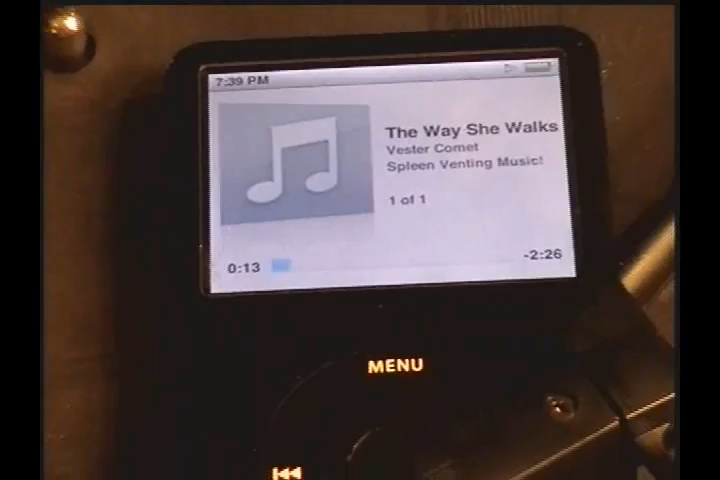 7:39 PM
The Way She Walks
Vester Comet
Spleen Venting Music!
1 of 1
0:13
-2:26
MENU